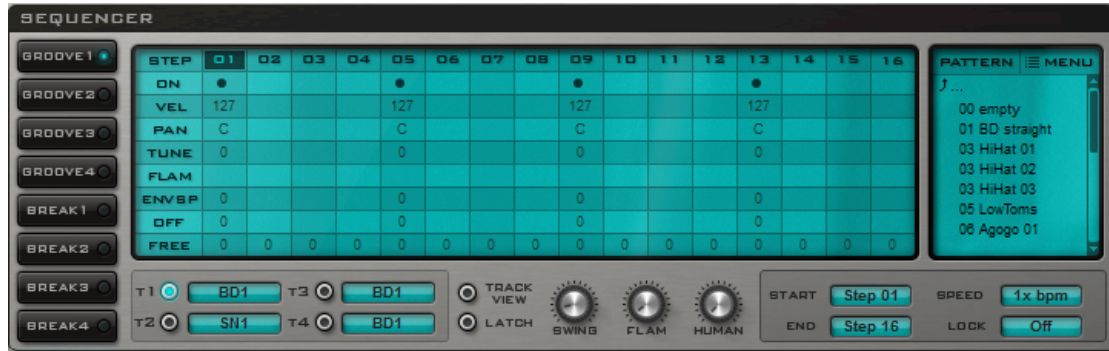 SEQUENCER
GROOVE1
GROOVE2
GROOVE3
GROOVE4
BREAK1
BREAK2
BREAK3
BREAK4
STEP 01 02 03 04 05 06 07 08 09 10 11 12 13 14 15 16
ON
VEL 127 127 127 127
PAN C C C C
TUNE 0 0 0 0
FLAM
ENVSP 0 0 0 0
OFF 0 0 0 0
FREE 0 0 0 0 0 0 0 0 0 0 0 0 0 0 0 0
PATTERN MENU
...
00 empty
01 BD straight
03 HiHat 01
03 HiHat 02
03 HiHat 03
05 LowToms
06 Agogo 01
T1 BD1 T3 BD1
T2 SN1 T4 BD1
TRACK VIEW
LATCH
SWING FLAM HUMAN
START Step 01 SPEED 1x bpm
END Step 16 LOCK Off